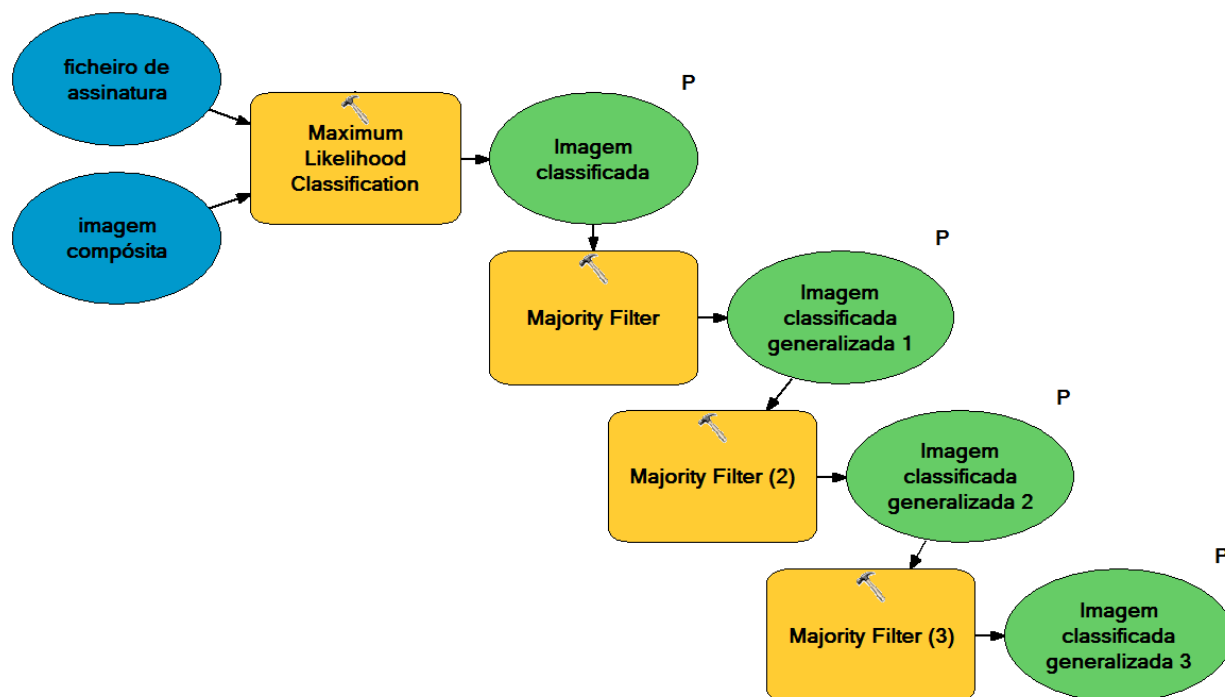 ficheiro de
assinatura
P
Maximum
Likelihood
Classification
Imagem
classificada
imagem
compósita
P
Majority Filter
Imagem
classificada
generalizada 1
P
Majority Filter (2)
Imagem
classificada
generalizada 2
P
Majority Filter (3)
Imagem
classificada
generalizada 3